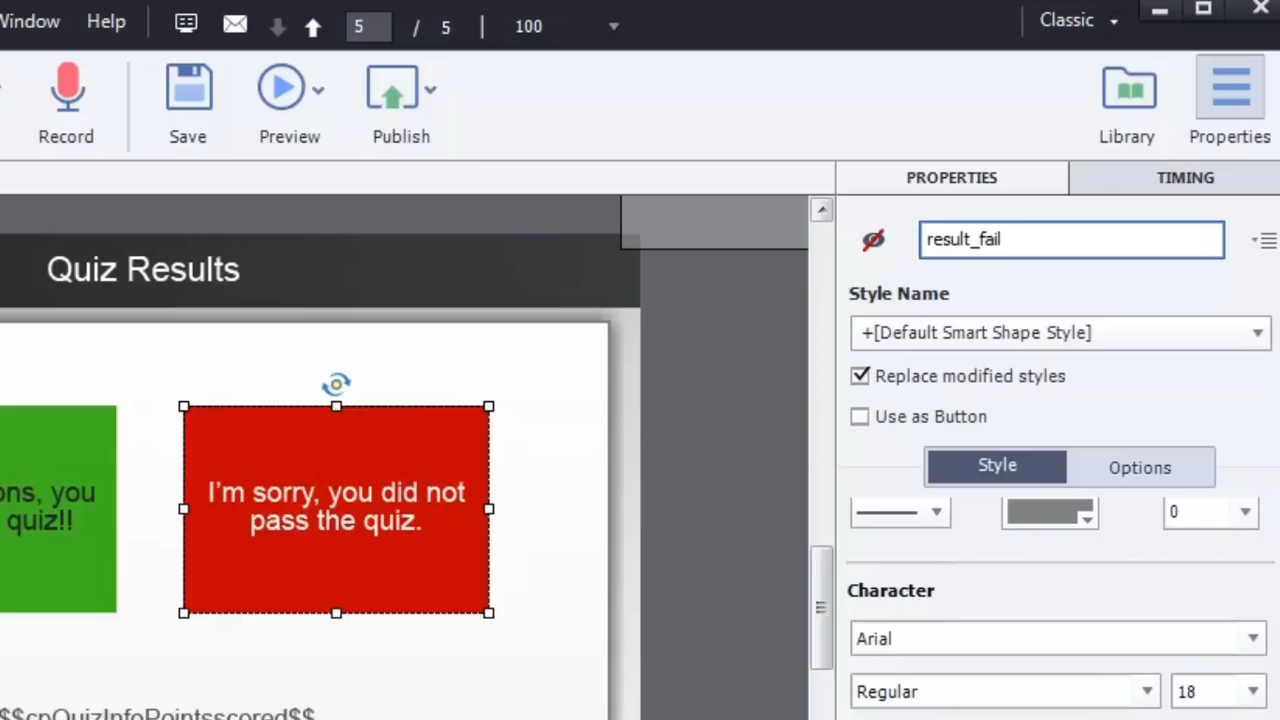 Window Help 5 / 5 | 100 Classic
Record Save Preview Publish Library Properties
PROPERTIES TIMING
result_fail
Quiz Results
Style Name
+[Default Smart Shape Style]
Replace modified styles
Use as Button
Style Options
0
ons, you
quiz!!
I'm sorry, you did not
pass the quiz.
Character
Arial
Regular 18
$$cpQuizInfoPointsscored$$